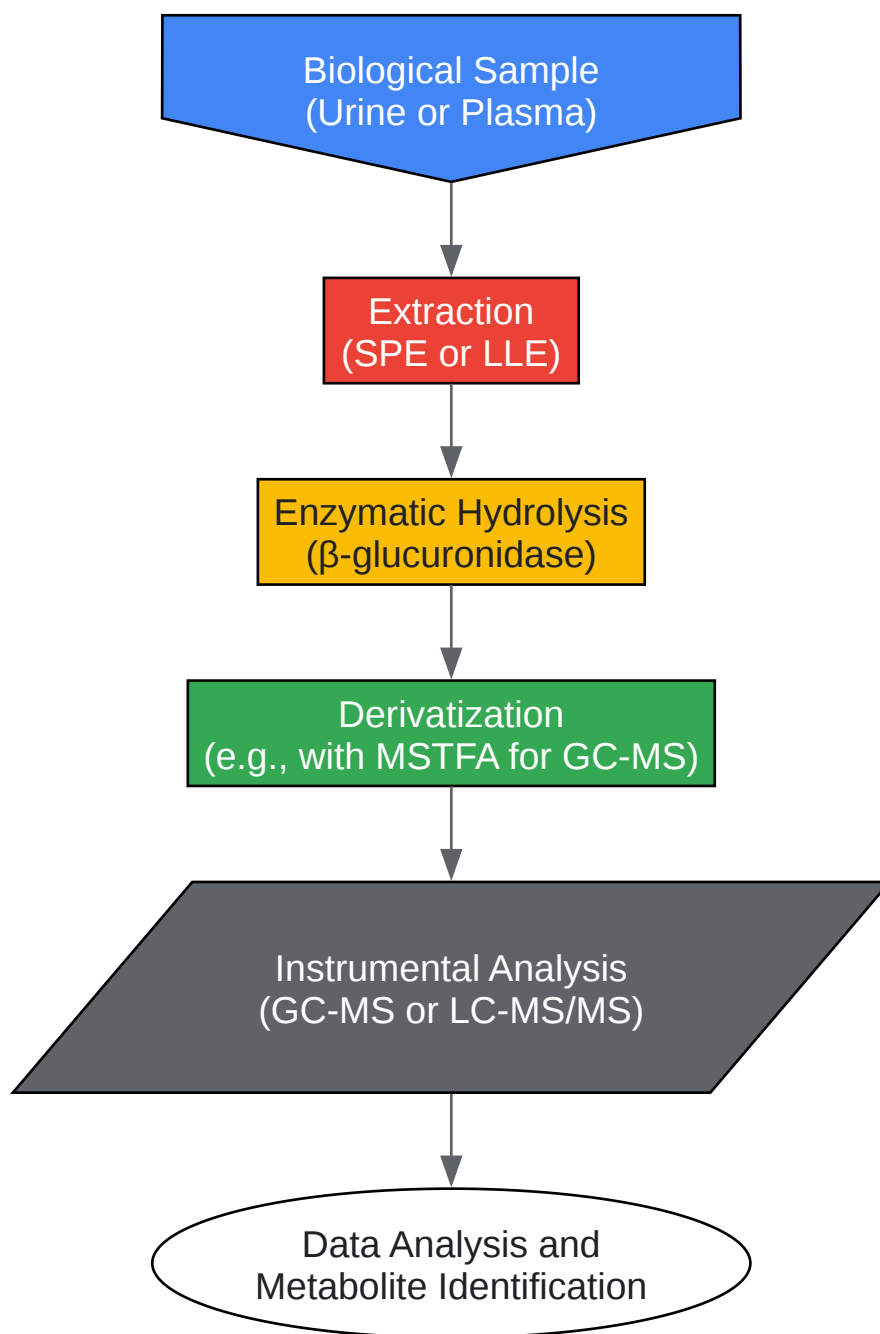 Biological Sample
(Urine or Plasma)
Extraction
(SPE or LLE)
Enzymatic Hydrolysis
(β-glucuronidase)
Derivatization
(e.g., with MSTFA for GC-MS)
Instrumental Analysis
(GC-MS or LC-MS/MS)
Data Analysis and
Metabolite Identification